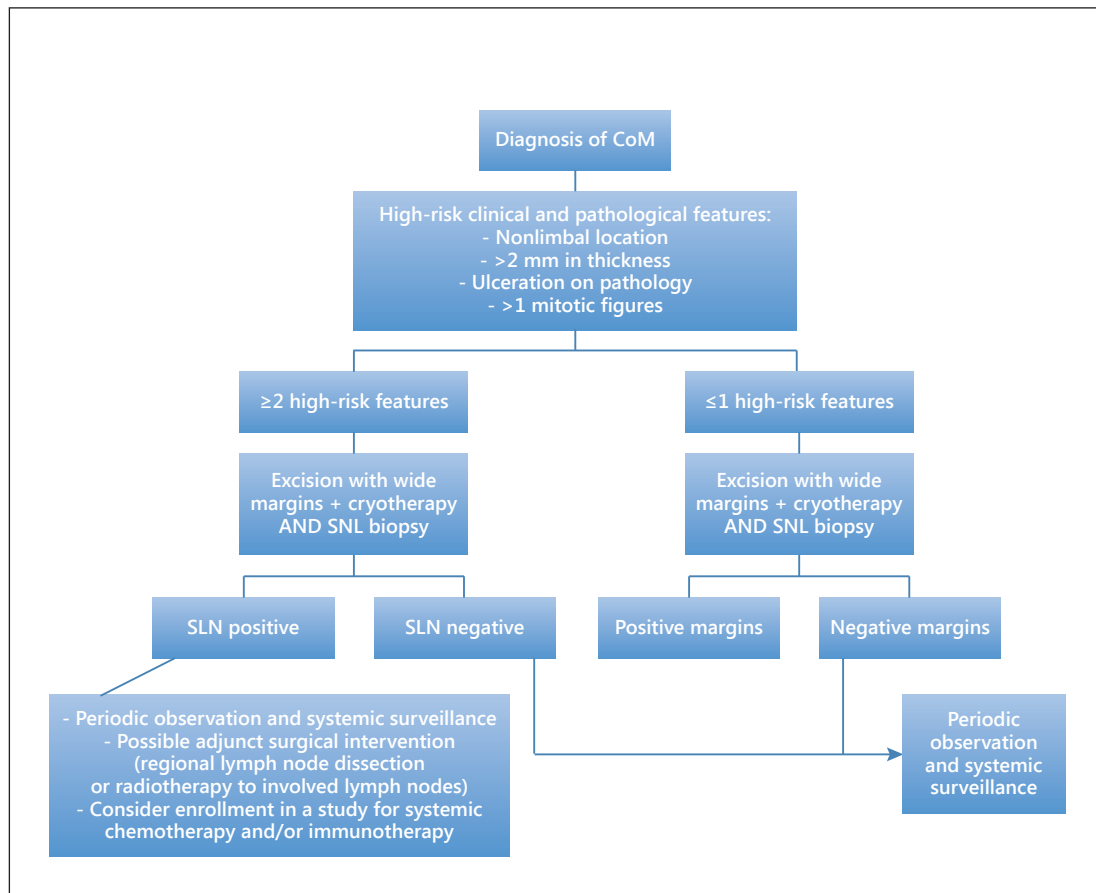 Diagnosis of CoM
High-risk clinical and pathological features:
- Nonlimbal location
- >2 mm in thickness
- Ulceration on pathology
- >1 mitotic figures
≥2 high-risk features
≤1 high-risk features
Excision with wide
margins + cryotherapy
AND SNL biopsy
Excision with wide
margins + cryotherapy
AND SNL biopsy
SLN positive
SLN negative
Positive margins
Negative margins
- Periodic observation and systemic surveillance
- Possible adjunct surgical intervention
(regional lymph node dissection
or radiotherapy to involved lymph nodes)
- Consider enrollment in a study for systemic
chemotherapy and/or immunotherapy
Periodic
observation
and systemic
surveillance